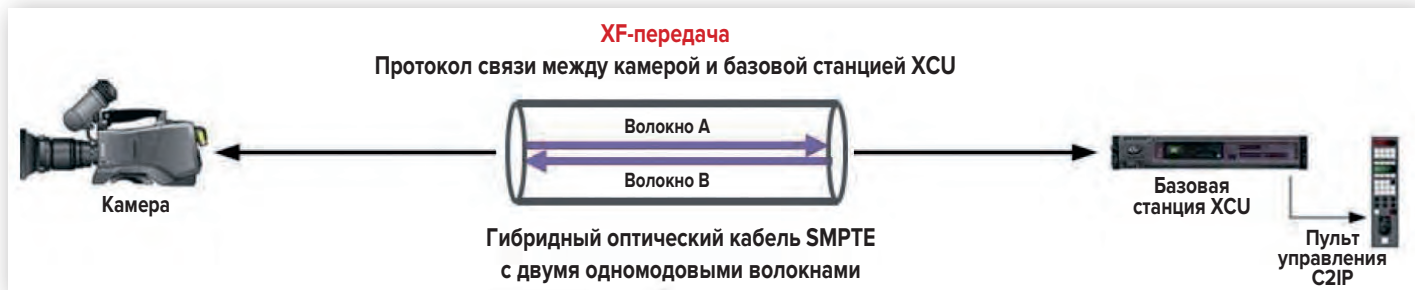 XF-передача
Протокол связи между камерой и базовой станцией XCU
Волокно A
Волокно B
Камера
Гибридный оптический кабель SMPTE
с двумя одномодовыми волокнами
Базовая
станция XCU
Пульт
управления
C2IP